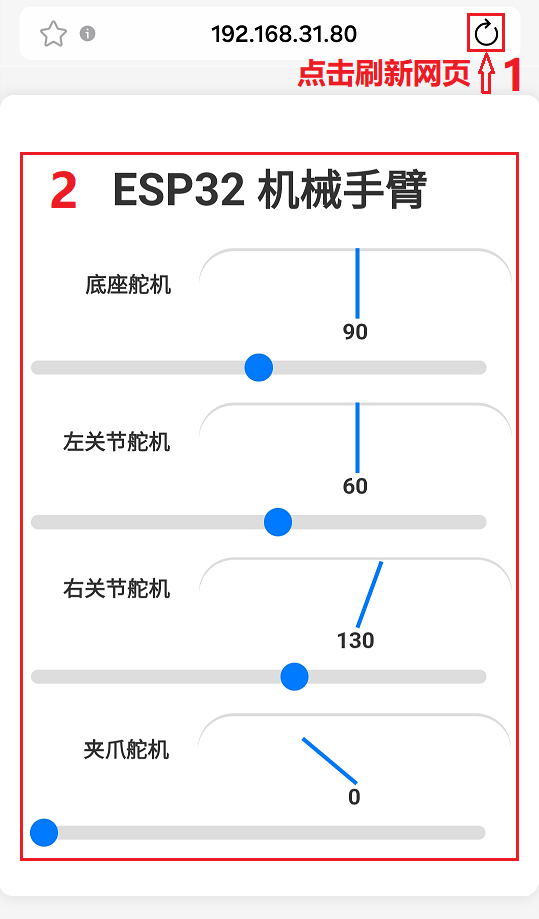 192.168.31.80
点击刷新网页 1
2 ESP32 机械手臂
底座舵机
90
左关节舵机
60
右关节舵机
130
夹爪舵机
0